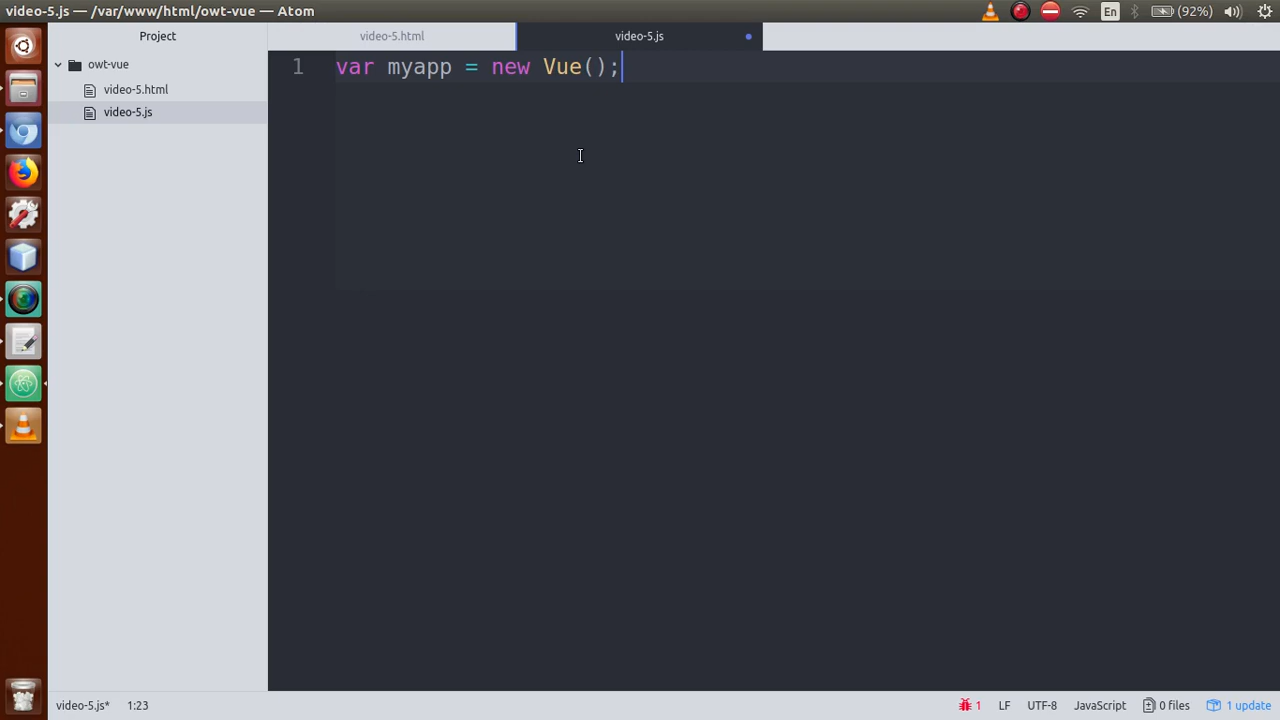 video-5.js — /var/www/html/owt-vue — Atom
En
(92%)
Project
video-5.html
video-5.js
owt-vue
video-5.html
video-5.js
1
var myapp = new Vue();
video-5.js*
1:23
1
LF
UTF-8
JavaScript
0 files
1 update